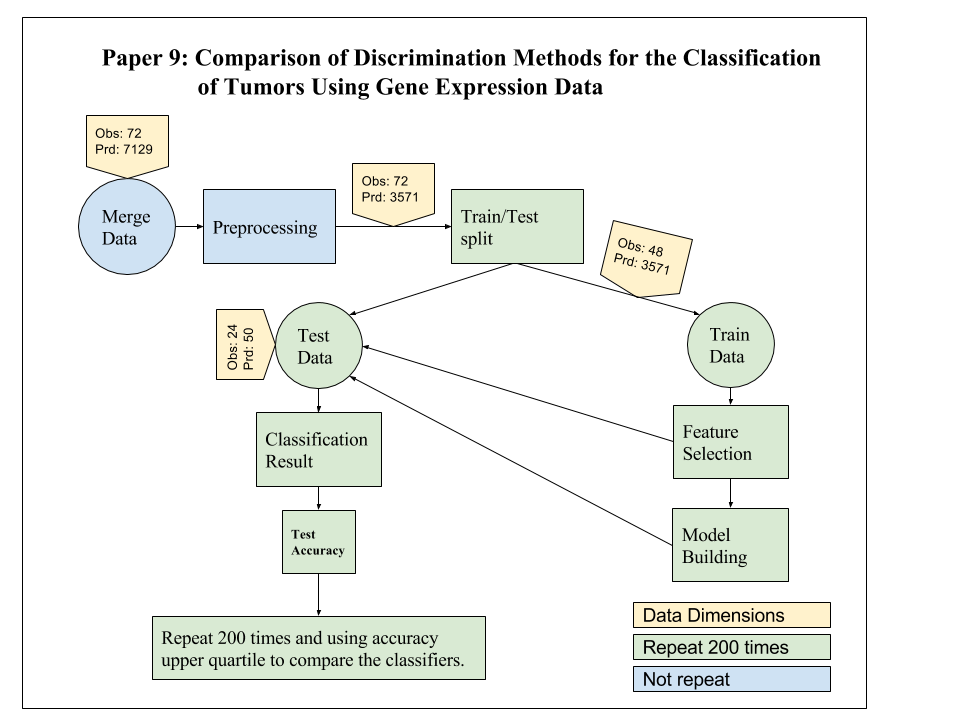 Paper 9: Comparison of Discrimination Methods for the Classification
of Tumors Using Gene Expression Data
Obs: 72
Prd: 7129
Merge
Data
Preprocessing
Obs: 72
Prd: 3571
Train/Test
split
Obs: 48
Prd: 3571
Obs: 24
Prd: 50
Test
Data
Train
Data
Classification
Result
Feature
Selection
Test
Accuracy
Model
Building
Repeat 200 times and using accuracy
upper quartile to compare the classifiers.
Data Dimensions
Repeat 200 times
Not repeat